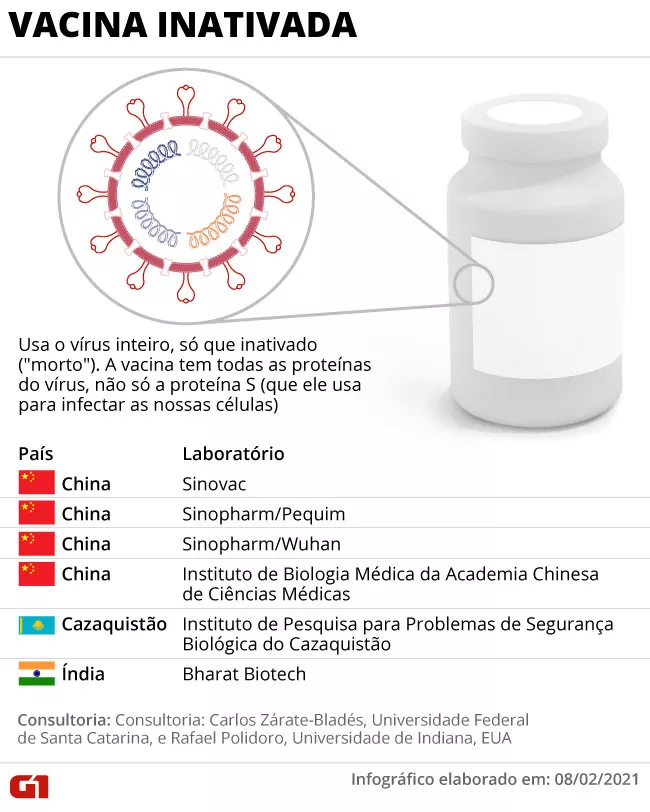 VACINA INATIVADA
Usa o vírus inteiro, só que inativado
("morto"). A vacina tem todas as proteínas
do vírus, não só a proteína S (que ele usa
para infectar as nossas células)
País Laboratório
China Sinovac
China Sinopharm/Pequim
China Sinopharm/Wuhan
China Instituto de Biologia Médica da Academia Chinesa
de Ciências Médicas
Cazaquistão Instituto de Pesquisa para Problemas de Segurança
Biológica do Cazaquistão
Índia Bharat Biotech
Consultoria: Consultoria: Carlos Zárate-Bladés, Universidade Federal
de Santa Catarina, e Rafael Polidoro, Universidade de Indiana, EUA
G1 Infográfico elaborado em: 08/02/2021